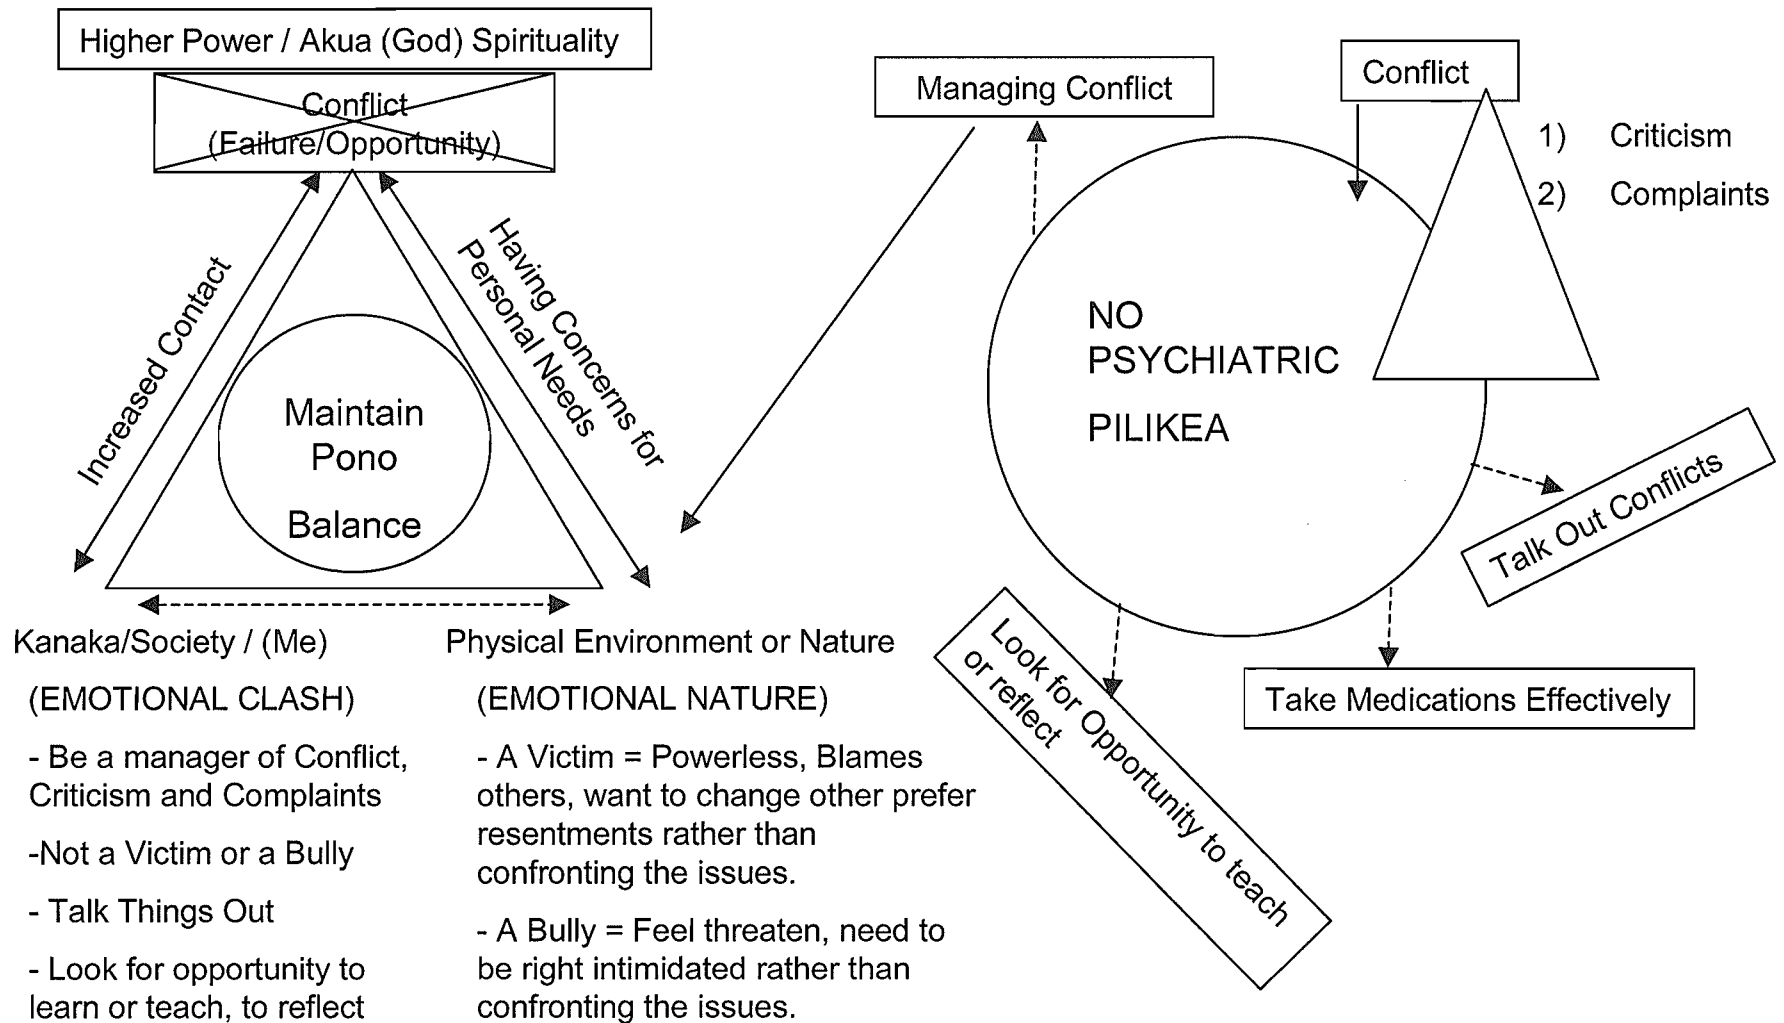 Higher Power / Akua (God) Spirituality
Conflict
(Failure/Opportunity)
Increased Contact
Having Concerns for
Personal Needs
Maintain
Pono
Balance
Kanaka/Society / (Me)
(EMOTIONAL CLASH)
- Be a manager of Conflict,
Criticism and Complaints
-Not a Victim or a Bully
- Talk Things Out
- Look for opportunity to
learn or teach, to reflect
Physical Environment or Nature
(EMOTIONAL NATURE)
- A Victim = Powerless, Blames
others, want to change other prefer
resentments rather than
confronting the issues.
- A Bully = Feel threaten, need to
be right intimidated rather than
confronting the issues.
Managing Conflict
Conflict
1) Criticism
2) Complaints
NO
PSYCHIATRIC
PILIKEA
Talk Out Conflicts
Take Medications Effectively
Look for Opportunity to teach
or reflect